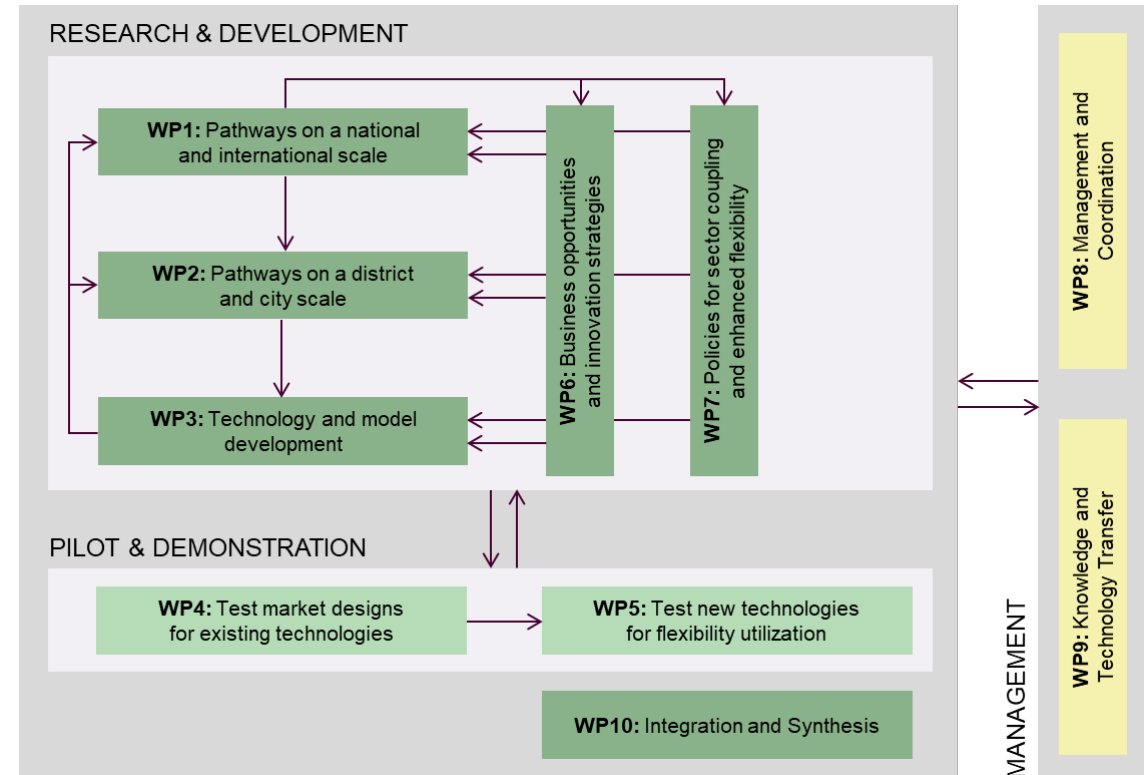 RESEARCH & DEVELOPMENT
WP1: Pathways on a national
and international scale
WP2: Pathways on a district
and city scale
WP3: Technology and model
development
WP6: Business opportunities
and innovation strategies
WP7: Policies for sector coupling
and enhanced flexibility
PILOT & DEMONSTRATION
WP4: Test market designs
for existing technologies
WP5: Test new technologies
for flexibility utilization
WP10: Integration and Synthesis
MANAGEMENT
WP8: Management and
Coordination
WP9: Knowledge and
Technology Transfer